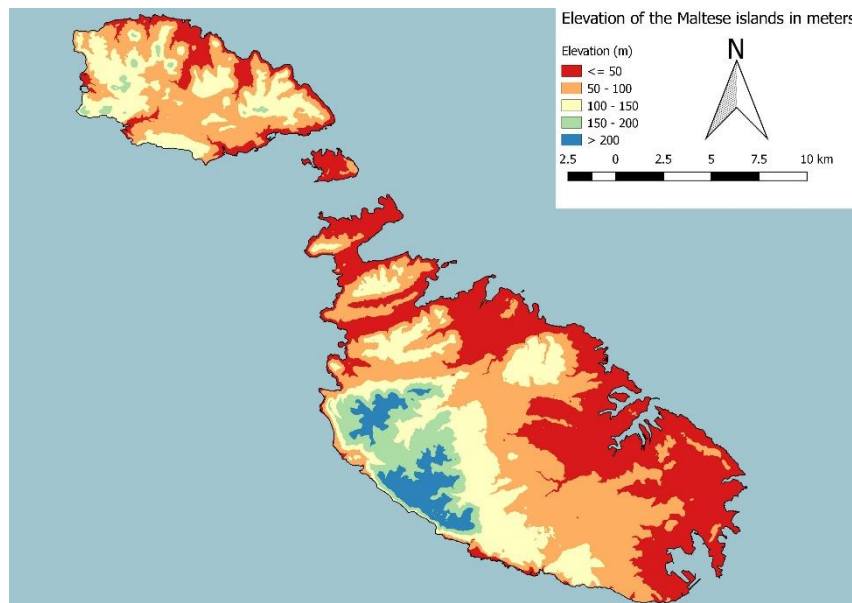 Elevation of the Maltese islands in meters
Elevation (m)
<= 50
50 - 100
100 - 150
150 - 200
> 200
N
2.5 0 2.5 5 7.5 10 km